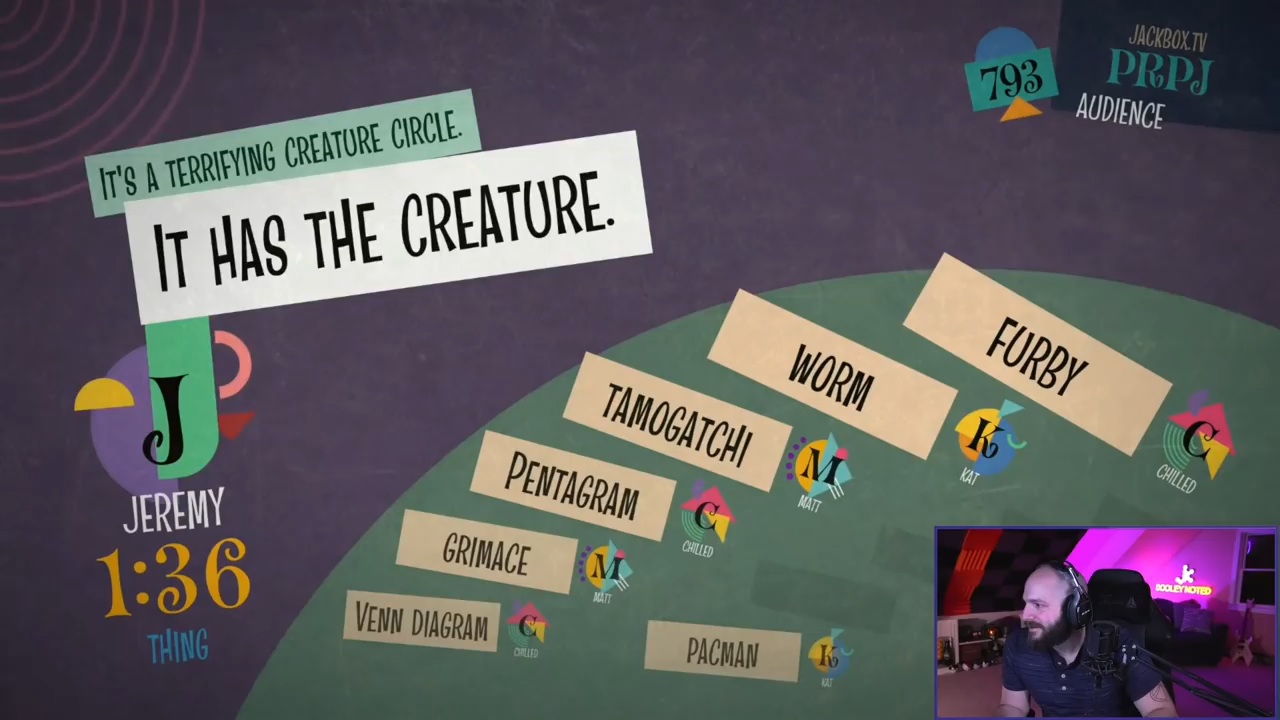 JACKBOX.TV
PRPJ
793
AUDIENCE
IT'S A TERRIFYING CREATURE CIRCLE.
IT HAS THE CREATURE.
J
JEREMY
1:36
THING
FURBY
C
CHILLED
WORM
K
KAT
TAMOGATCHI
M
MATT
PENTAGRAM
C
CHILLED
GRIMACE
M
MATT
VENN DIAGRAM
C
CHILLED
PACMAN
K
KAT
JC
DOOLEY NOTED